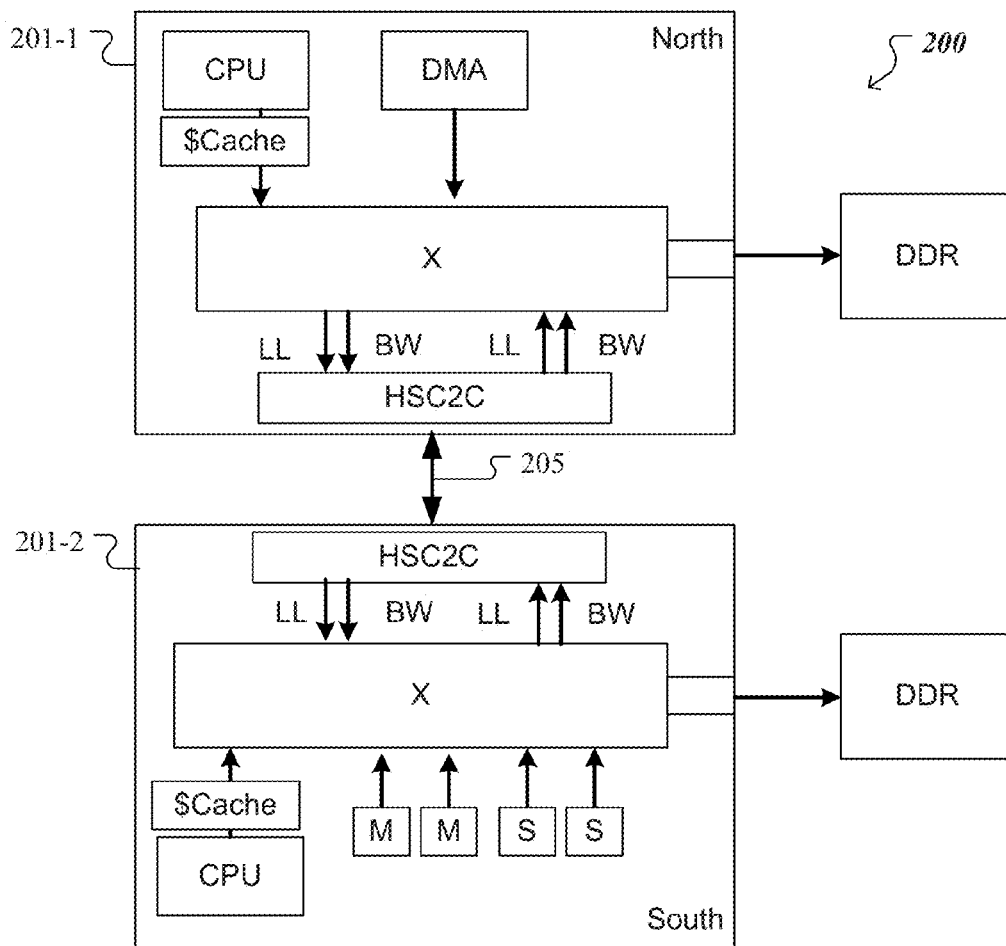 201-1
North
200
CPU
DMA
$Cache
X
DDR
LL BW LL BW
HSC2C
205
201-2
HSC2C
LL BW LL BW
X
DDR
$Cache
M M S S
CPU
South